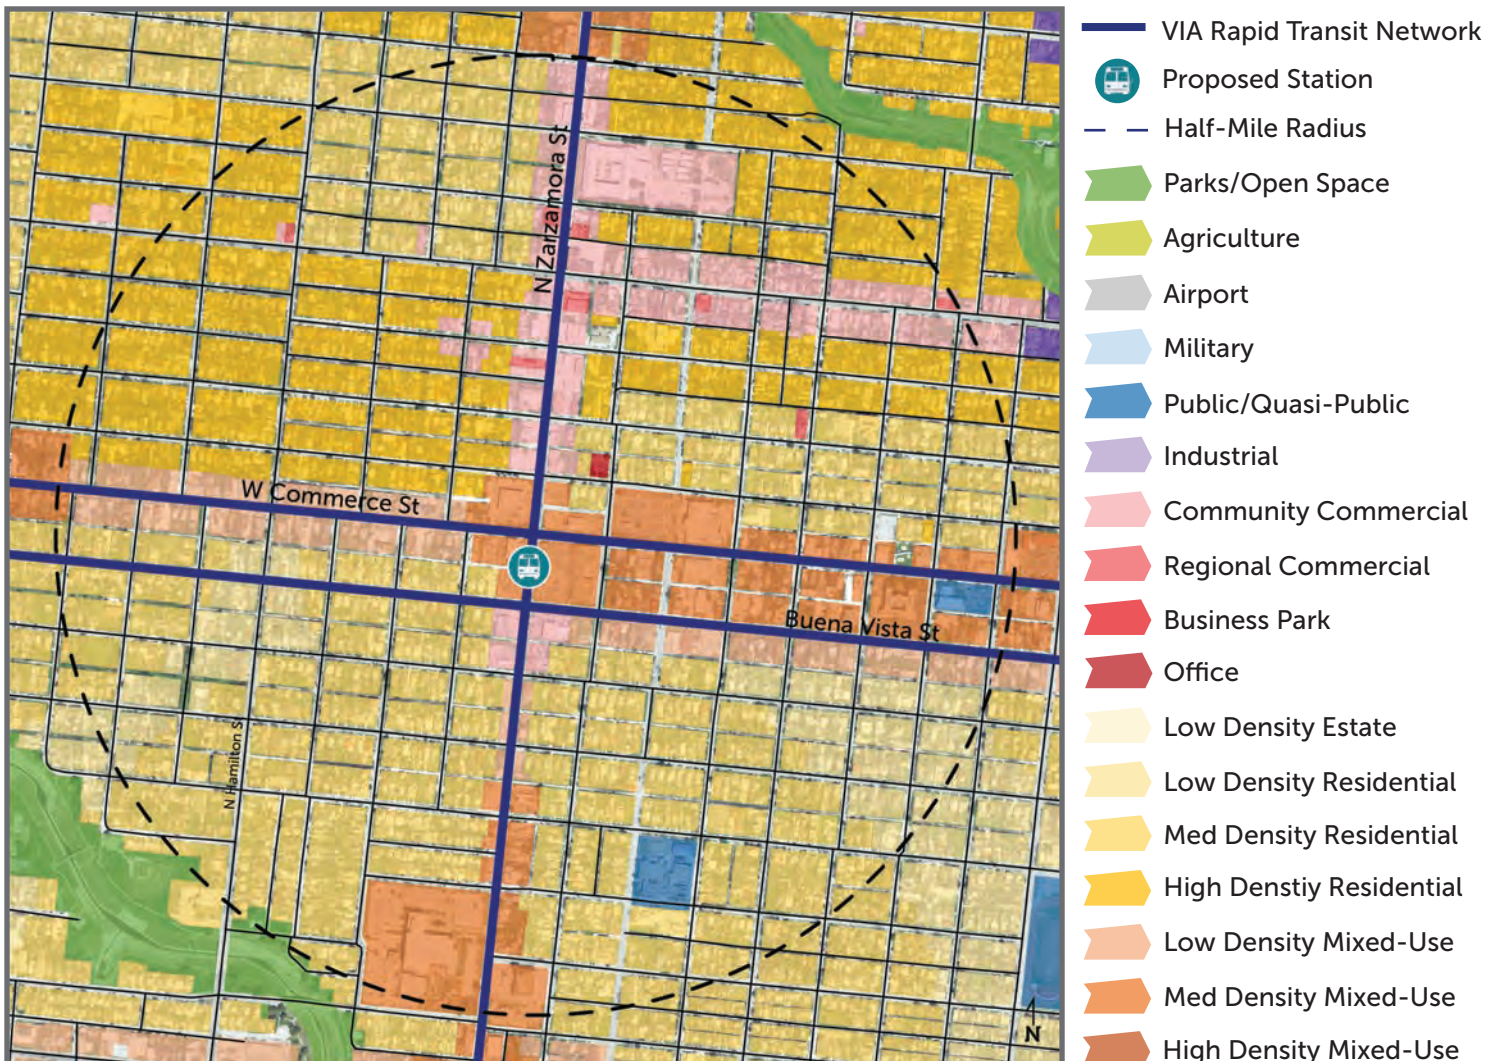 VIA Rapid Transit Network
Proposed Station
Half-Mile Radius
Parks/Open Space
Agriculture
Airport
Military
Public/Quasi-Public
Industrial
Community Commercial
Regional Commercial
Business Park
Office
Low Density Estate
Low Density Residential
Med Density Residential
High Denstiy Residential
Low Density Mixed-Use
Med Density Mixed-Use
High Density Mixed-Use
N Zarzamora St
W Commerce St
Buena Vista St
N Hamilton S
N